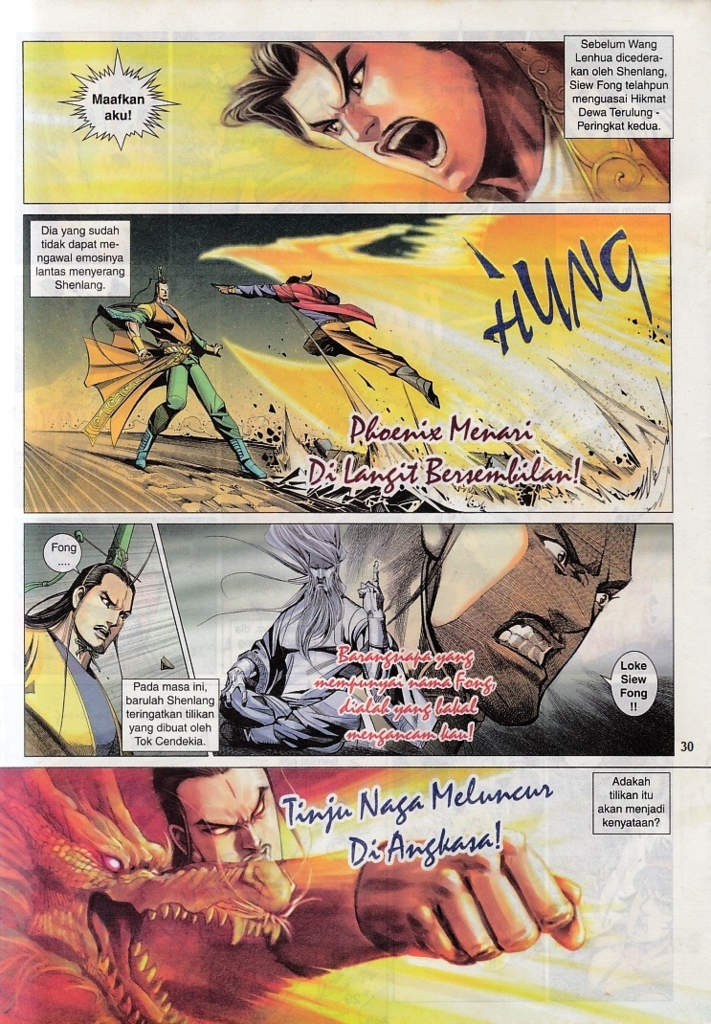 Maafkan
aku!
Sebelum Wang
Lenhua dicedera-
kan oleh Shenlang,
Siew Fong telahpun
menguasai Hikmat
Dewa Terulung -
Peringkat kedua.
Dia yang sudah
tidak dapat me-
ngawal emosinya
lantas menyerang
Shenlang.
HUNG
Phoenix Menari
Di Langit Bersembilan!
Fong
....
Pada masa ini,
barulah Shenlang
teringatkan tilikan
yang dibuat oleh
Tok Cendekia.
Barangsiapa yang
mempunyai nama Fong,
dialah yang bakal
mengancam kau!
Loke
Siew
Fong
!!
30
Tinju Naga Meluncur
Di Angkasa!
Adakah
tilikan itu
akan menjadi
kenyataan?